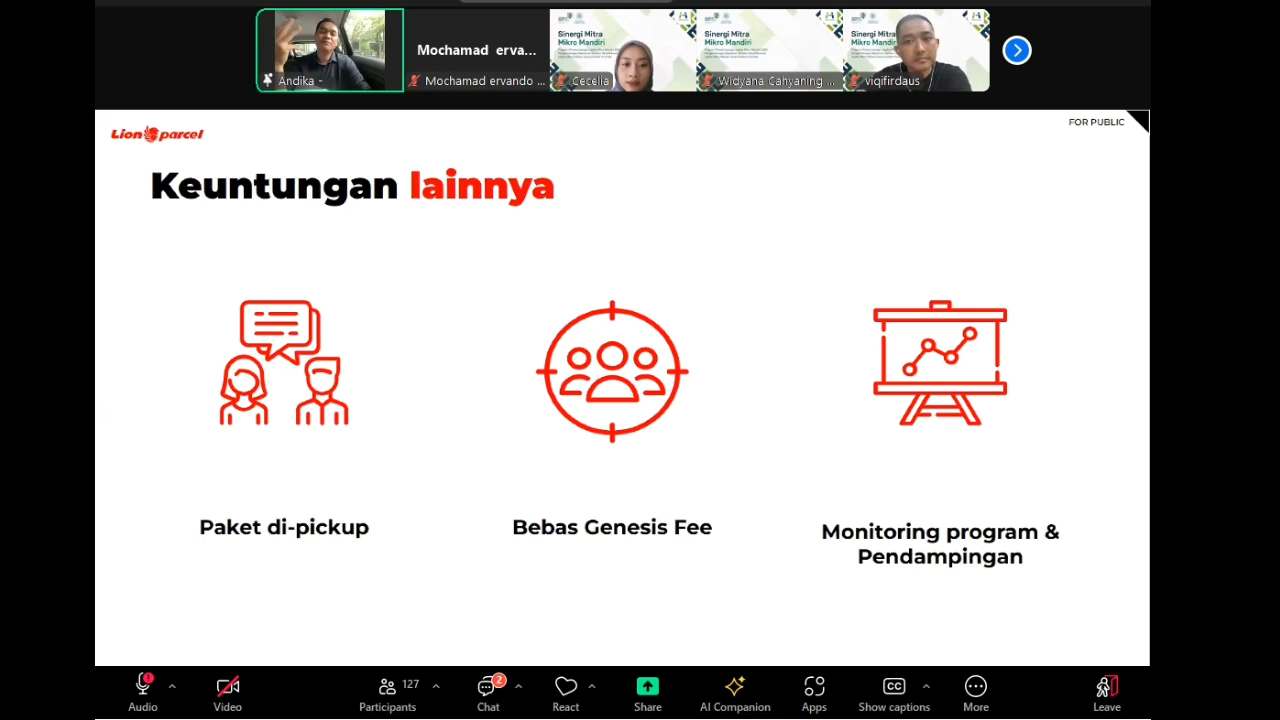 Andika -
Mochamad erva...
Mochamad ervando ...
Sinergi Mitra
Mikro Mandiri
Cecelia
Sinergi Mitra
Mikro Mandiri
Widyana Cahyaning ...
Sinergi Mitra
Mikro Mandiri
viqifirdaus
FOR PUBLIC
Lion parcel
Keuntungan lainnya
Paket di-pickup
Bebas Genesis Fee
Monitoring program &
Pendampingan
127
2
Audio
Video
Participants
Chat
React
Share
AI Companion
Apps
CC
Show captions
More
Leave